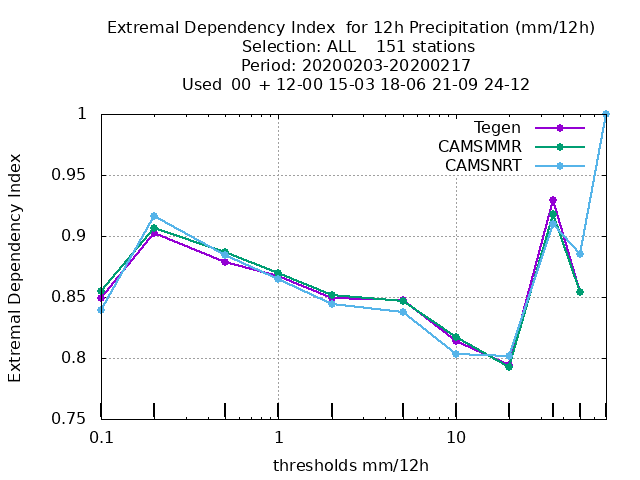 Extremal Dependency Index  for 12h Precipitation (mm/12h)
Selection: ALL    151 stations
Period: 20200203-20200217
Used  00 + 12-00 15-03 18-06 21-09 24-12
Tegen
CAMSMMR
CAMSNRT
Extremal Dependency Index
1
0.95
0.9
0.85
0.8
0.75
0.1 1 10
thresholds mm/12h